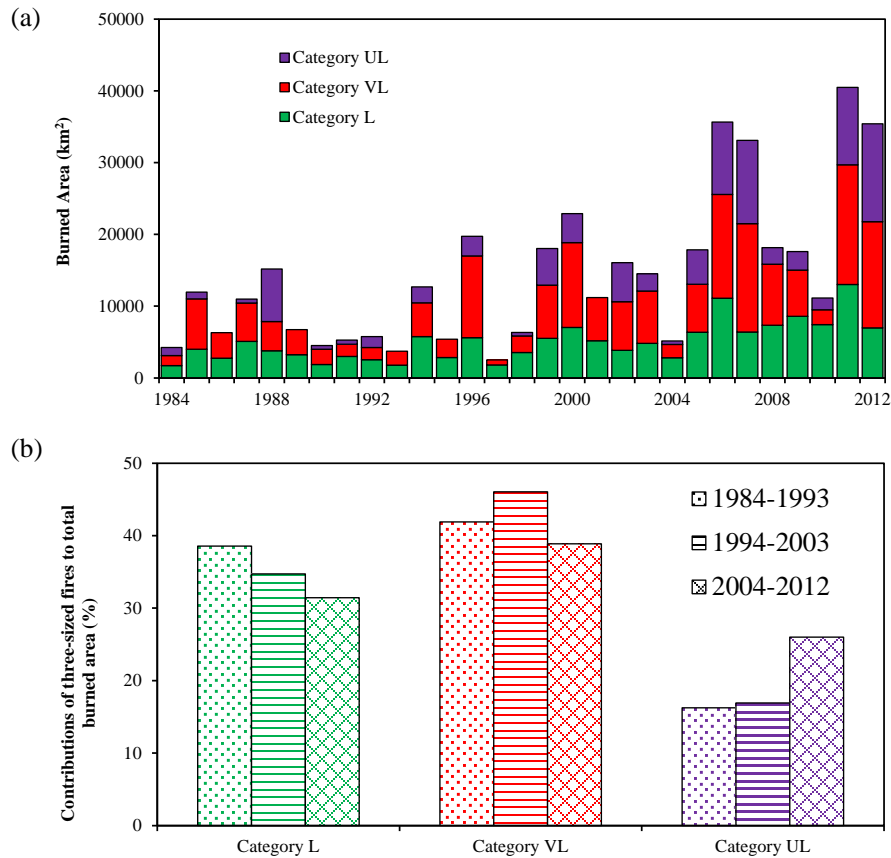 (a)
50000
40000
30000
20000
10000
0
Burned Area (km²)
Category UL
Category VL
Category L
1984 1988 1992 1996 2000 2004 2008 2012
(b)
50
40
30
20
10
0
Contributions of three-sized fires to total
burned area (%)
1984-1993
1994-2003
2004-2012
Category L Category VL Category UL